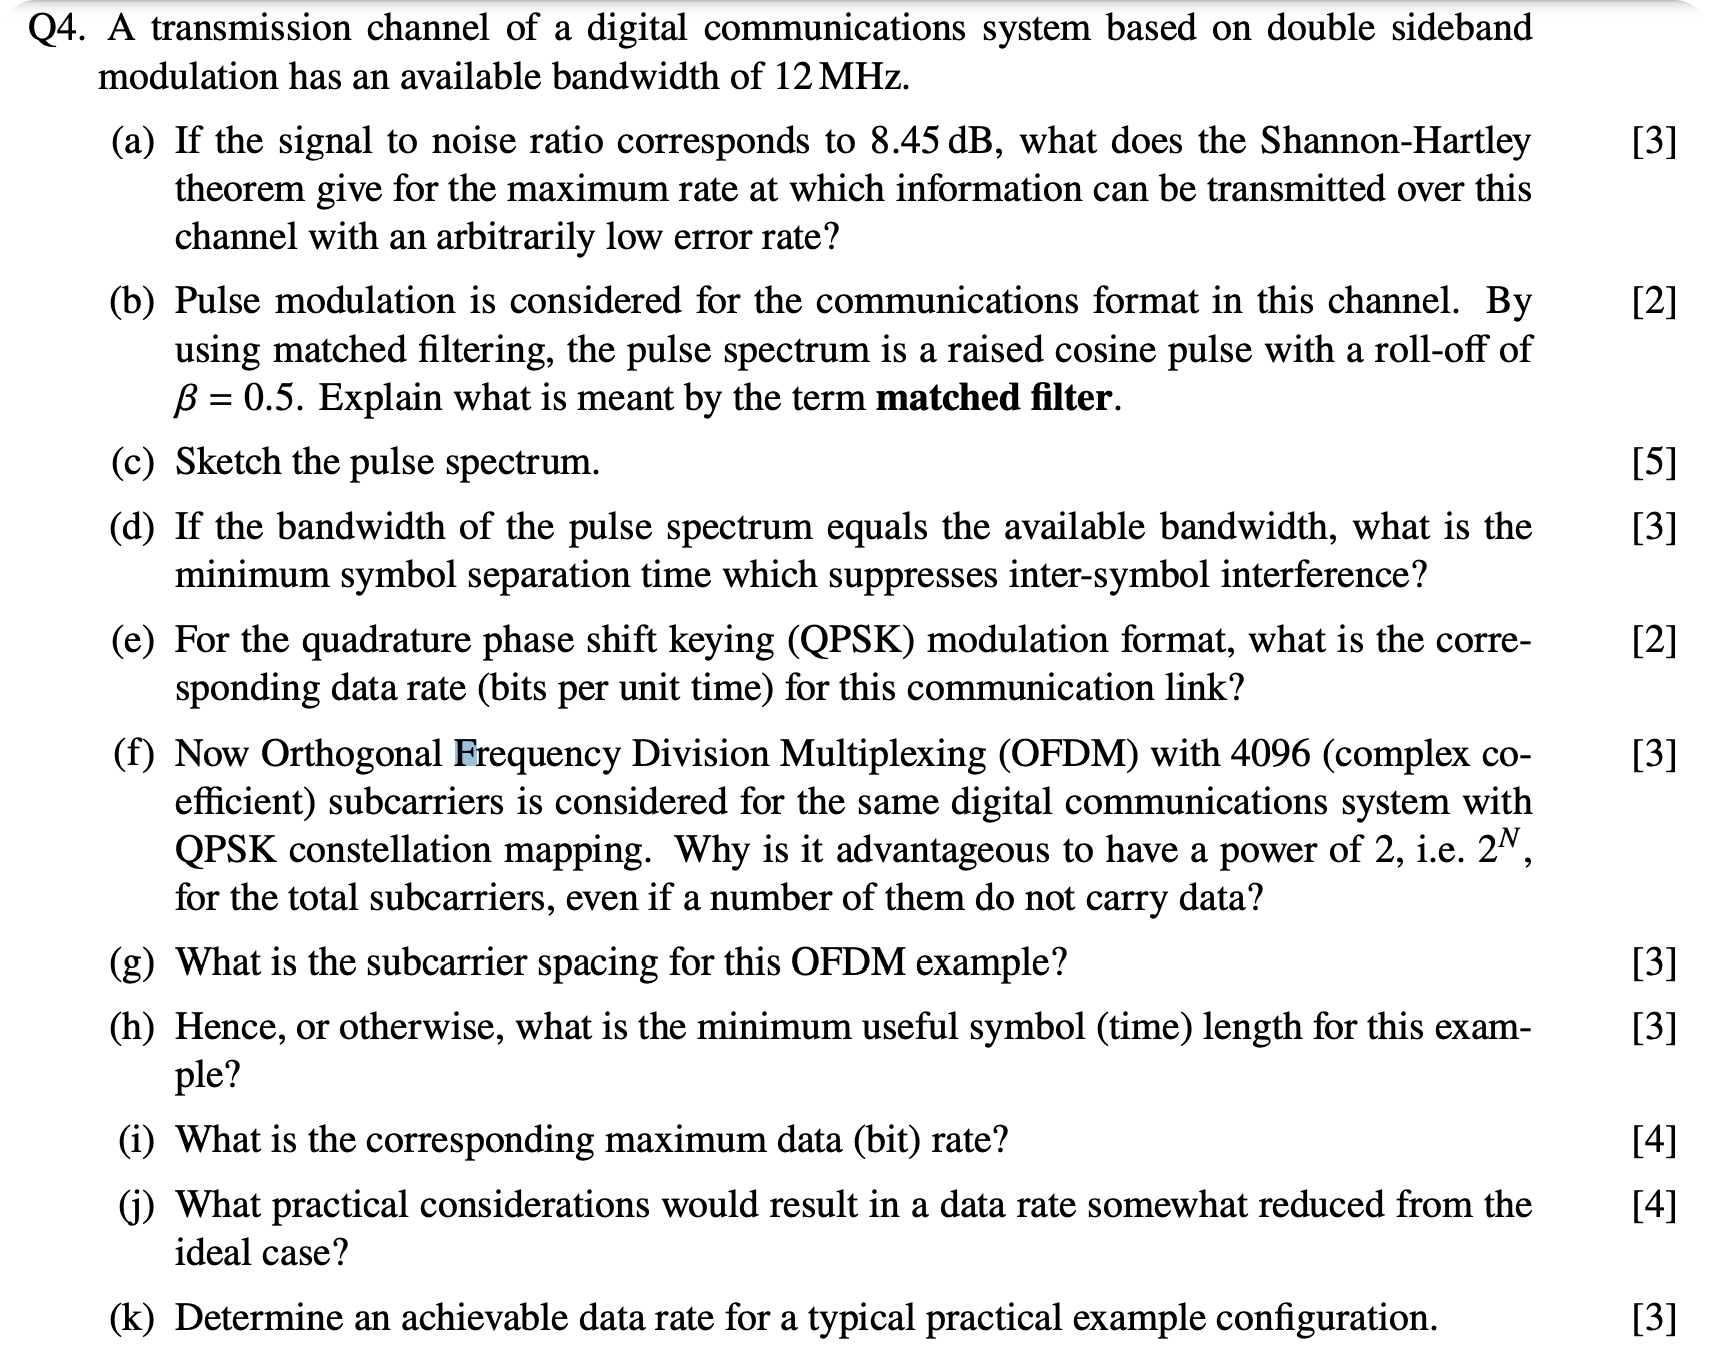 Q4. A transmission channel of a digital communications system based on double sideband
modulation has an available bandwidth of 12 MHz.
(a) If the signal to noise ratio corresponds to 8.45 dB, what does the Shannon-Hartley [3]
theorem give for the maximum rate at which information can be transmitted over this
channel with an arbitrarily low error rate?
(b) Pulse modulation is considered for the communications format in this channel. By [2]
using matched filtering, the pulse spectrum is a raised cosine pulse with a roll-off of
β = 0.5. Explain what is meant by the term matched filter.
(c) Sketch the pulse spectrum. [5]
(d) If the bandwidth of the pulse spectrum equals the available bandwidth, what is the [3]
minimum symbol separation time which suppresses inter-symbol interference?
(e) For the quadrature phase shift keying (QPSK) modulation format, what is the corre- [2]
sponding data rate (bits per unit time) for this communication link?
(f) Now Orthogonal Frequency Division Multiplexing (OFDM) with 4096 (complex co- [3]
efficient) subcarriers is considered for the same digital communications system with
QPSK constellation mapping. Why is it advantageous to have a power of 2, i.e. 2^N,
for the total subcarriers, even if a number of them do not carry data?
(g) What is the subcarrier spacing for this OFDM example? [3]
(h) Hence, or otherwise, what is the minimum useful symbol (time) length for this exam- [3]
ple?
(i) What is the corresponding maximum data (bit) rate? [4]
(j) What practical considerations would result in a data rate somewhat reduced from the [4]
ideal case?
(k) Determine an achievable data rate for a typical practical example configuration. [3]